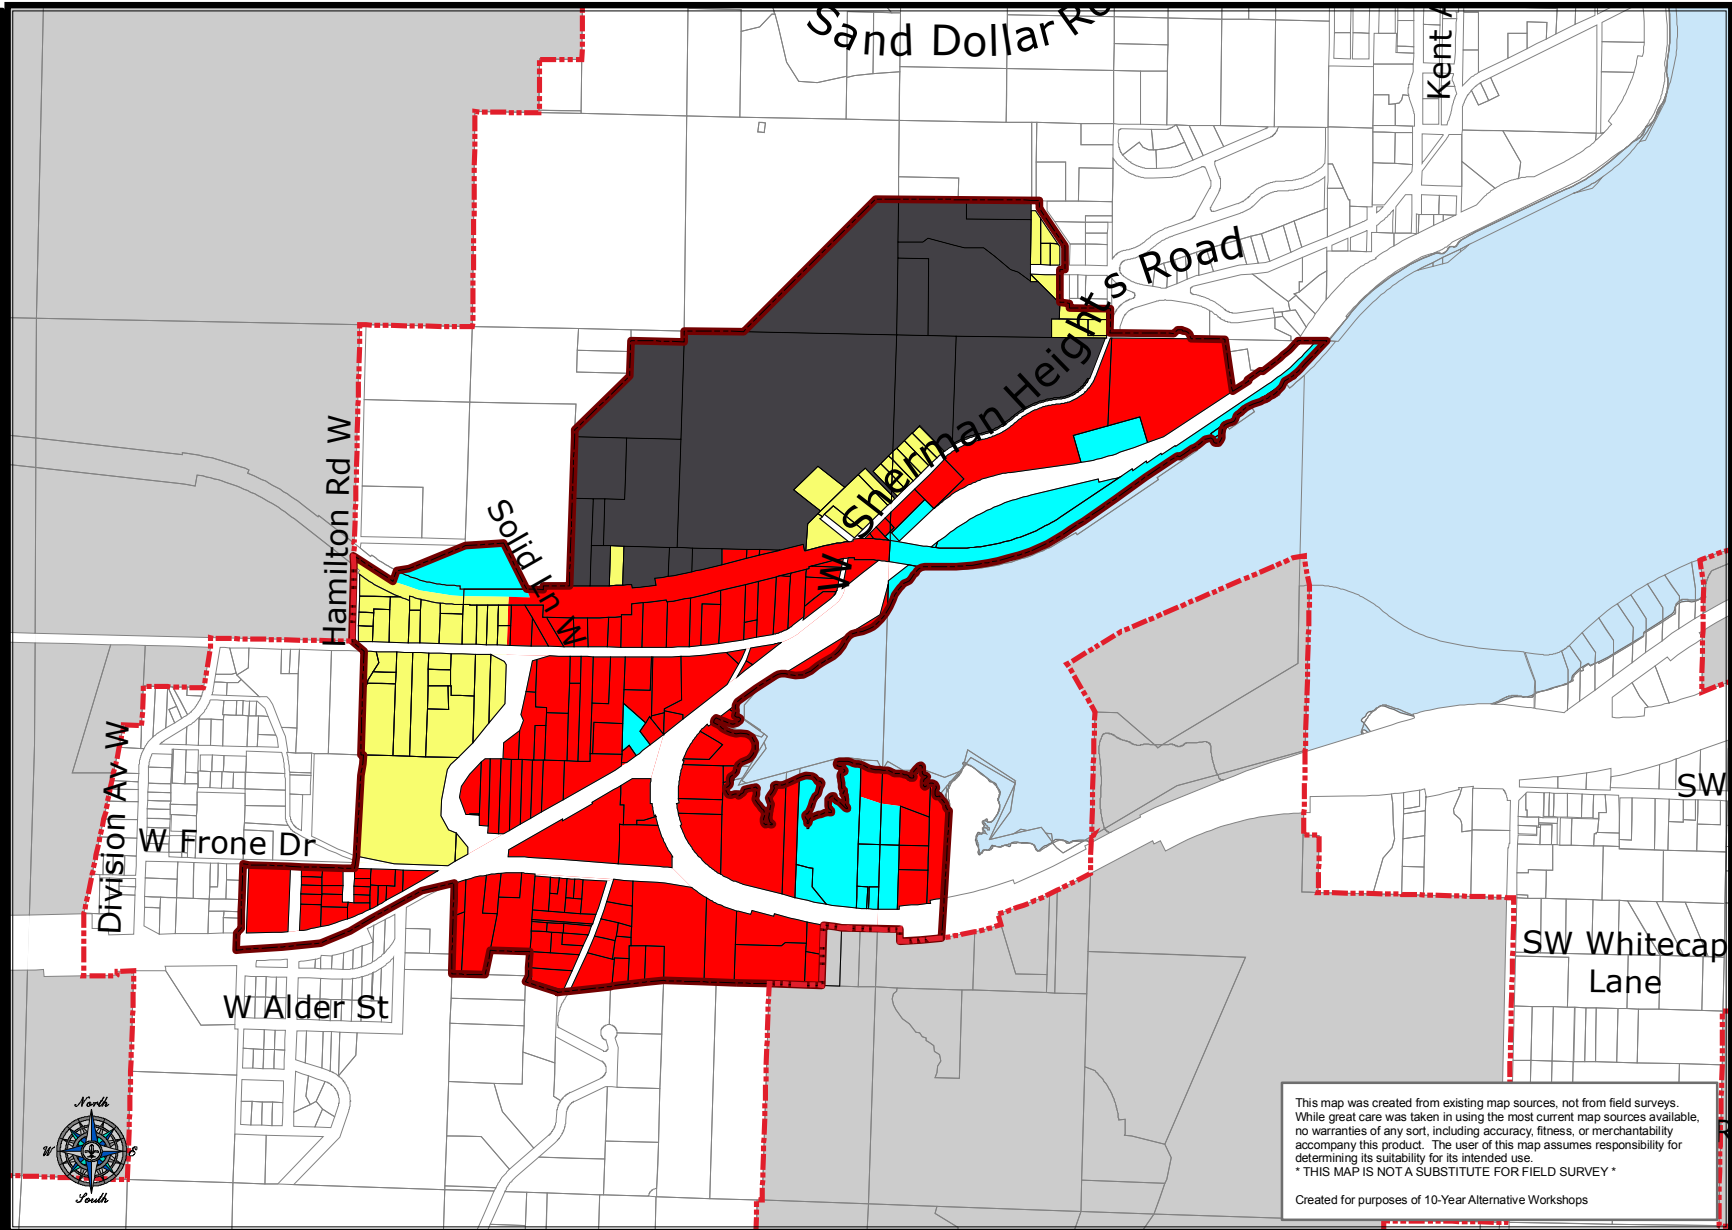 Sand Dollar
Kent
W Sherman Heights Road
Hamilton Rd W
Solid Ln W
Division Av W
W Frone Dr
SW
SW Whitecap
Lane
W Alder St
North
W
S
South
This map was created from existing map sources, not from field surveys.
While great care was taken in using the most current map sources available,
no warranties of any sort, including accuracy, fitness, or merchantability
accompany this product. The user of this map assumes responsibility for
determining its suitability for its intended use.
* THIS MAP IS NOT A SUBSTITUTE FOR FIELD SURVEY *
Created for purposes of 10-Year Alternative Workshops